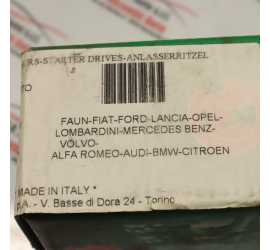 RS-STARTER DRIVES-ANLASSERRITZEL
TO
FAUN-FIAT-FORD-LANCIA-OPEL-
LOMBARDINI-MERCEDES BENZ-
VOLVO-
ALFA ROMEO-AUDI-BMW-CITROEN
MADE IN ITALY *
.A. - V. Basse di Dora 24 - Torino